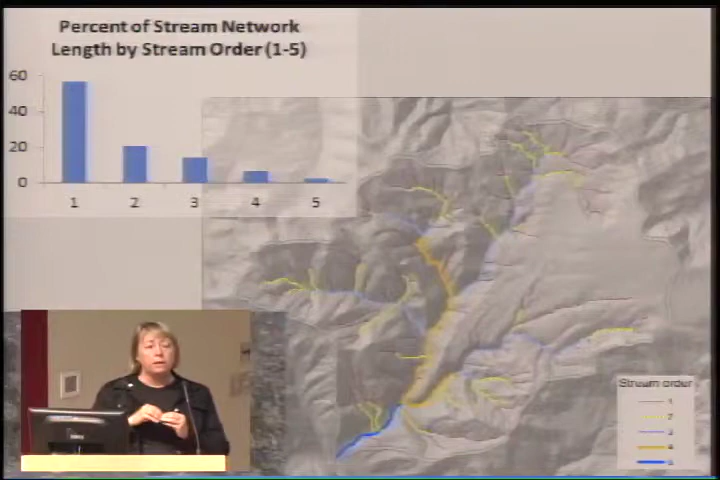 Percent of Stream Network
Length by Stream Order (1-5)
60
40
20
0
1 2 3 4 5
Stream order
1
2
3
4
5